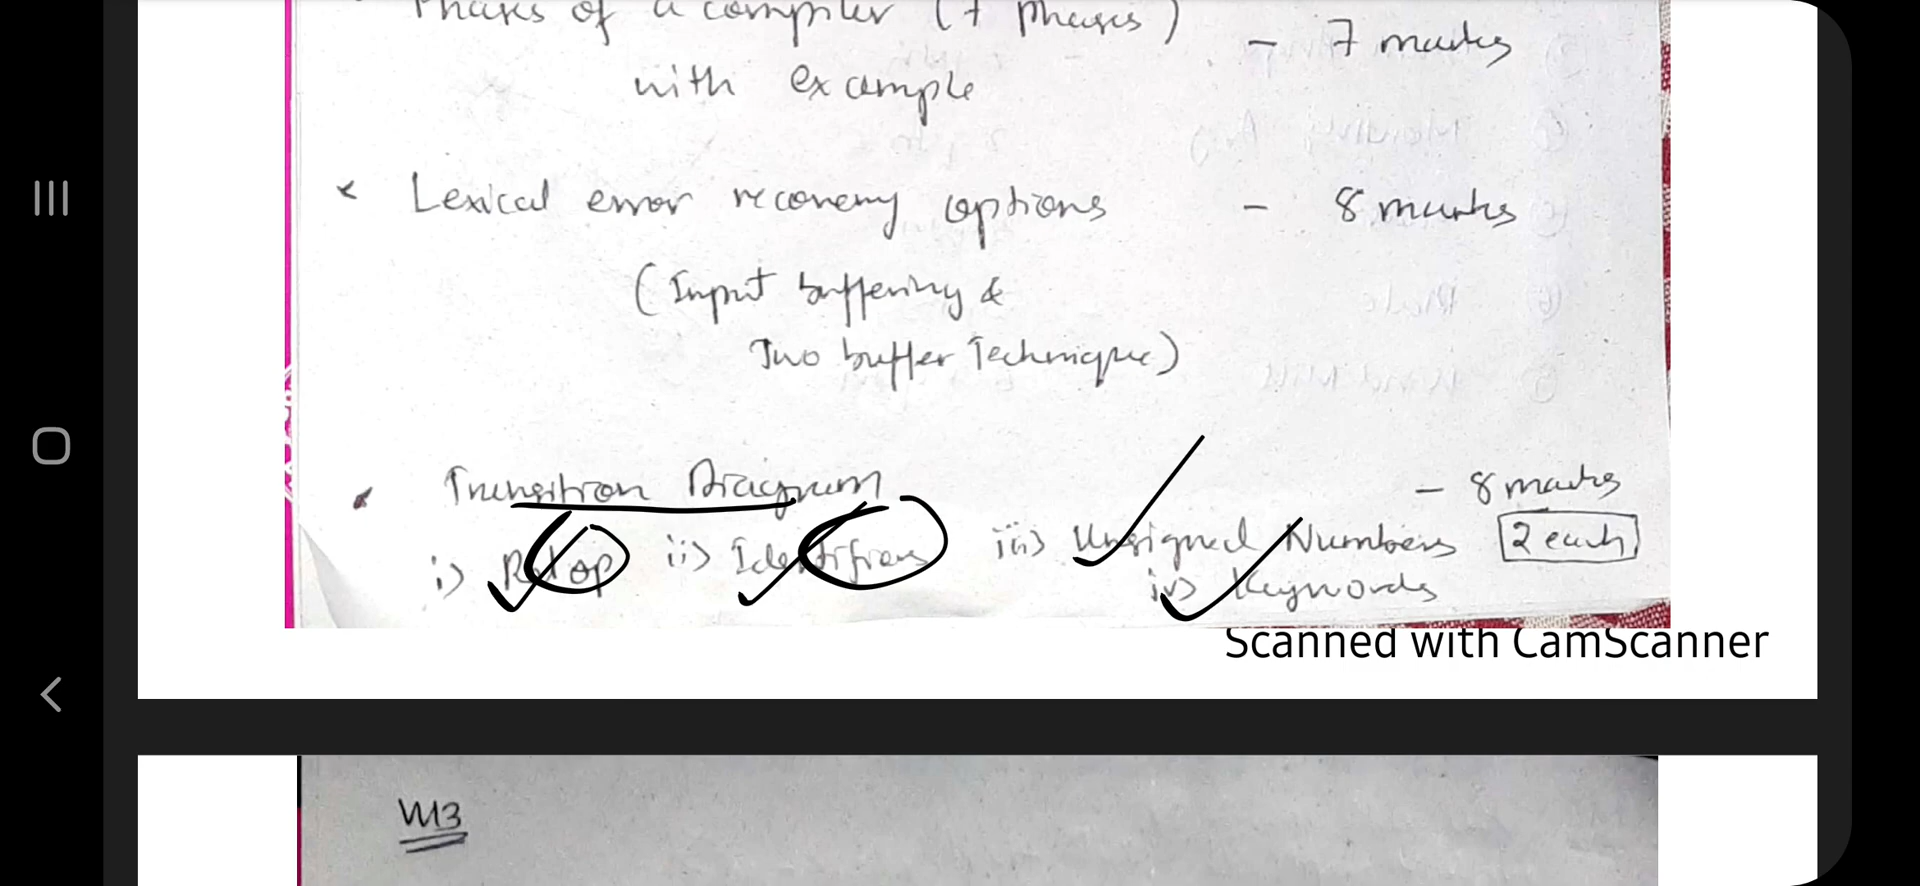 Phases of a compiler (7 phases) - 7 marks
with example
Lexical error recovery options - 8 marks
(Input buffering &
Two buffer Technique)
Transition Diagram - 8 marks
i) Relop ii) Identifiers iii) Unsigned Numbers 2 each
iv) Keywords
Scanned with CamScanner